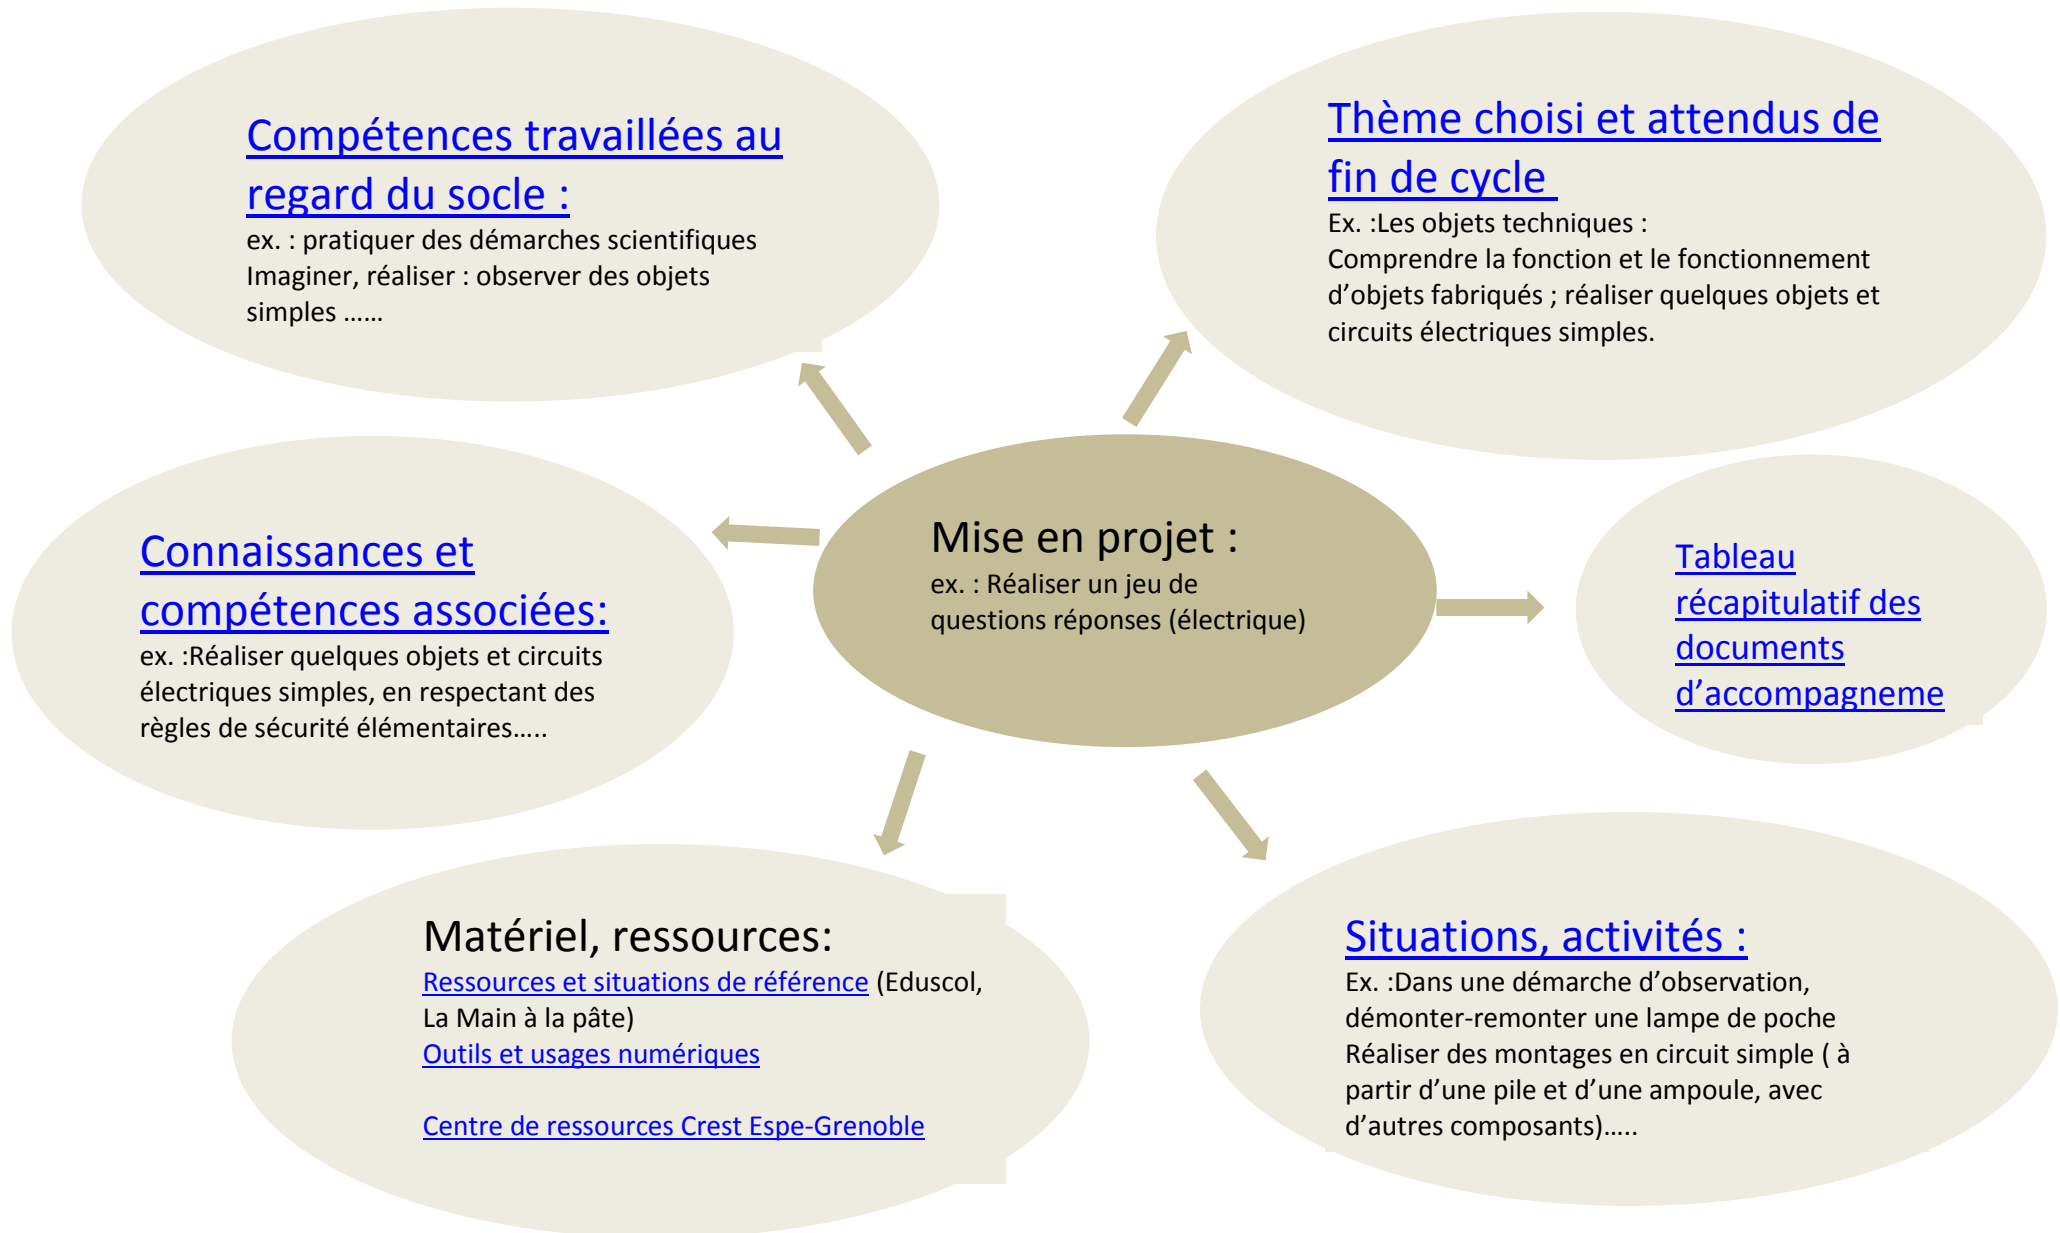 Compétences travaillées au
regard du socle :
ex. : pratiquer des démarches scientifiques
Imaginer, réaliser : observer des objets
simples ……
Thème choisi et attendus de
fin de cycle
Ex. :Les objets techniques :
Comprendre la fonction et le fonctionnement
d’objets fabriqués ; réaliser quelques objets et
circuits électriques simples.
Connaissances et
compétences associées:
ex. :Réaliser quelques objets et circuits
électriques simples, en respectant des
règles de sécurité élémentaires…..
Mise en projet :
ex. : Réaliser un jeu de
questions réponses (électrique)
Tableau
récapitulatif des
documents
d’accompagneme
Matériel, ressources:
Ressources et situations de référence (Eduscol,
La Main à la pâte)
Outils et usages numériques
Centre de ressources Crest Espe-Grenoble
Situations, activités :
Ex. :Dans une démarche d’observation,
démonter-remonter une lampe de poche
Réaliser des montages en circuit simple ( à
partir d’une pile et d’une ampoule, avec
d’autres composants)…..